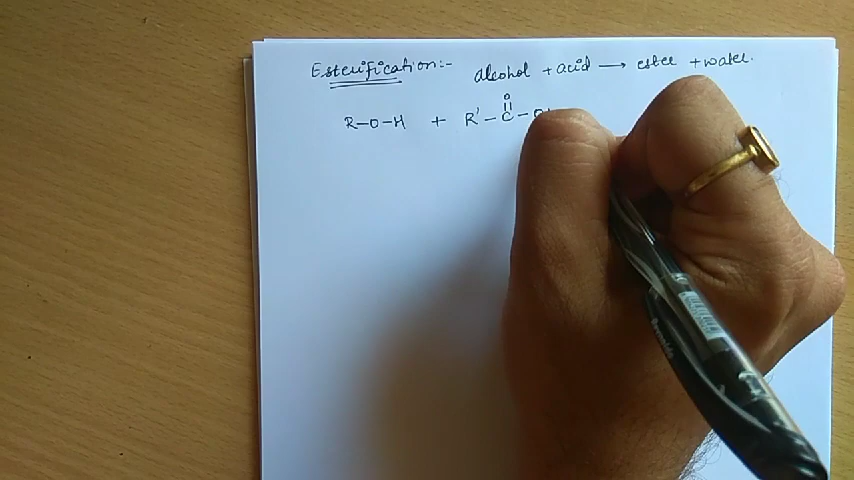 Esterification:- alcohol + acid → ester + water.
O
R-O-H + R' - C - O